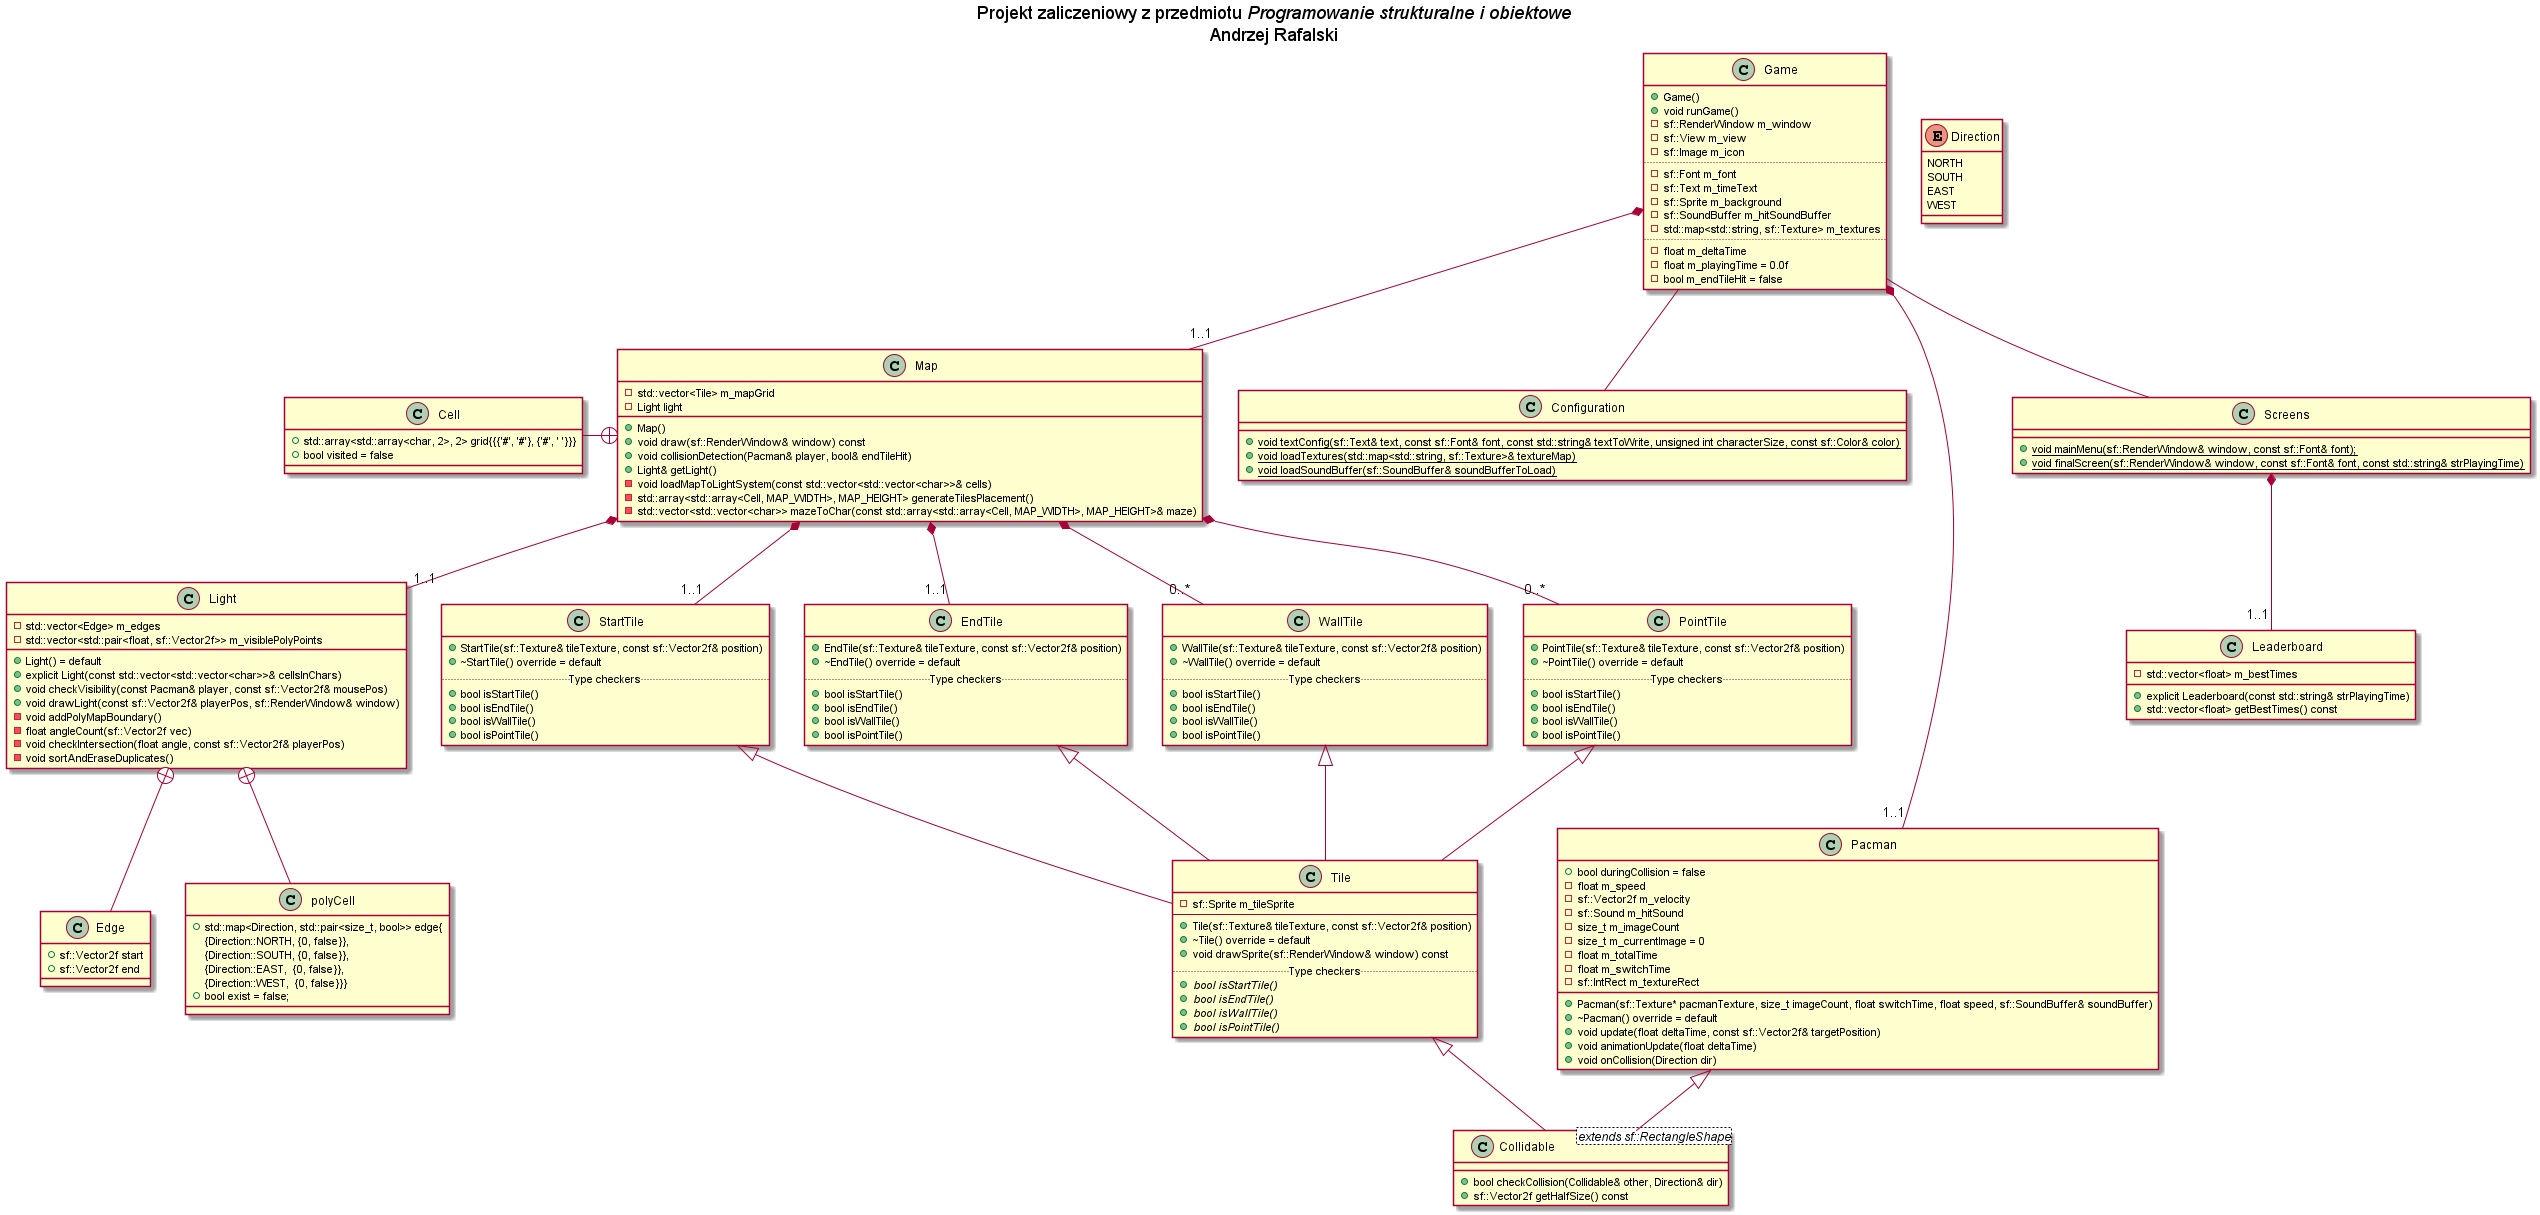 Projekt zaliczeniowy z przedmiotu Programowanie strukturalne i obiektowe
Andrzej Rafalski
C Game
Game()
void runGame()
sf::RenderWindow m_window
sf::View m_view
sf::Image m_icon
sf::Font m_font
sf::Text m_timeText
sf::Sprite m_background
sf::SoundBuffer m_hitSoundBuffer
std::map<std::string, sf::Texture> m_textures
float m_deltaTime
float m_playingTime = 0.0f
bool m_endTileHit = false
E Direction
NORTH
SOUTH
EAST
WEST
1..1
C Map
std::vector<Tile> m_mapGrid
Light light
Map()
void draw(sf::RenderWindow& window) const
void collisionDetection(Pacman& player, bool& endTileHit)
Light& getLight()
void loadMapToLightSystem(const std::vector<std::vector<char>>& cells)
std::array<std::array<Cell, MAP_WIDTH>, MAP_HEIGHT> generateTilesPlacement()
std::vector<std::vector<char>> mazeToChar(const std::array<std::array<Cell, MAP_WIDTH>, MAP_HEIGHT>& maze)
C Cell
std::array<std::array<char, 2>, 2> grid{{{'#', '#'}, {'#', ' '}}}
bool visited = false
C Configuration
void textConfig(sf::Text& text, const sf::Font& font, const std::string& textToWrite, unsigned int characterSize, const sf::Color& color)
void loadTextures(std::map<std::string, sf::Texture>& textureMap)
void loadSoundBuffer(sf::SoundBuffer& soundBufferToLoad)
C Screens
void mainMenu(sf::RenderWindow& window, const sf::Font& font);
void finalScreen(sf::RenderWindow& window, const sf::Font& font, const std::string& strPlayingTime)
1..1
1..1
1..1
0..*
0..*
1..1
C Light
std::vector<Edge> m_edges
std::vector<std::pair<float, sf::Vector2f>> m_visiblePolyPoints
Light() = default
explicit Light(const std::vector<std::vector<char>>& cellsInChars)
void checkVisibility(const Pacman& player, const sf::Vector2f& mousePos)
void drawLight(const sf::Vector2f& playerPos, sf::RenderWindow& window)
void addPolyMapBoundary()
float angleCount(sf::Vector2f vec)
void checkIntersection(float angle, const sf::Vector2f& playerPos)
void sortAndEraseDuplicates()
C StartTile
StartTile(sf::Texture& tileTexture, const sf::Vector2f& position)
~StartTile() override = default
Type checkers
bool isStartTile()
bool isEndTile()
bool isWallTile()
bool isPointTile()
C EndTile
EndTile(sf::Texture& tileTexture, const sf::Vector2f& position)
~EndTile() override = default
Type checkers
bool isStartTile()
bool isEndTile()
bool isWallTile()
bool isPointTile()
C WallTile
WallTile(sf::Texture& tileTexture, const sf::Vector2f& position)
~WallTile() override = default
Type checkers
bool isStartTile()
bool isEndTile()
bool isWallTile()
bool isPointTile()
C PointTile
PointTile(sf::Texture& tileTexture, const sf::Vector2f& position)
~PointTile() override = default
Type checkers
bool isStartTile()
bool isEndTile()
bool isWallTile()
bool isPointTile()
C Leaderboard
std::vector<float> m_bestTimes
explicit Leaderboard(const std::string& strPlayingTime)
std::vector<float> getBestTimes() const
1..1
C Edge
sf::Vector2f start
sf::Vector2f end
C polyCell
std::map<Direction, std::pair<size_t, bool>> edge{
{Direction::NORTH, {0, false}},
{Direction::SOUTH, {0, false}},
{Direction::EAST, {0, false}},
{Direction::WEST, {0, false}}}
bool exist = false;
C Tile
sf::Sprite m_tileSprite
Tile(sf::Texture& tileTexture, const sf::Vector2f& position)
~Tile() override = default
void drawSprite(sf::RenderWindow& window) const
Type checkers
bool isStartTile()
bool isEndTile()
bool isWallTile()
bool isPointTile()
C Pacman
bool duringCollision = false
float m_speed
sf::Vector2f m_velocity
sf::Sound m_hitSound
size_t m_imageCount
size_t m_currentImage = 0
float m_totalTime
float m_switchTime
sf::IntRect m_textureRect
Pacman(sf::Texture* pacmanTexture, size_t imageCount, float switchTime, float speed, sf::SoundBuffer& soundBuffer)
~Pacman() override = default
void update(float deltaTime, const sf::Vector2f& targetPosition)
void animationUpdate(float deltaTime)
void onCollision(Direction dir)
C Collidable
extends sf::RectangleShape
bool checkCollision(Collidable& other, Direction& dir)
sf::Vector2f getHalfSize() const